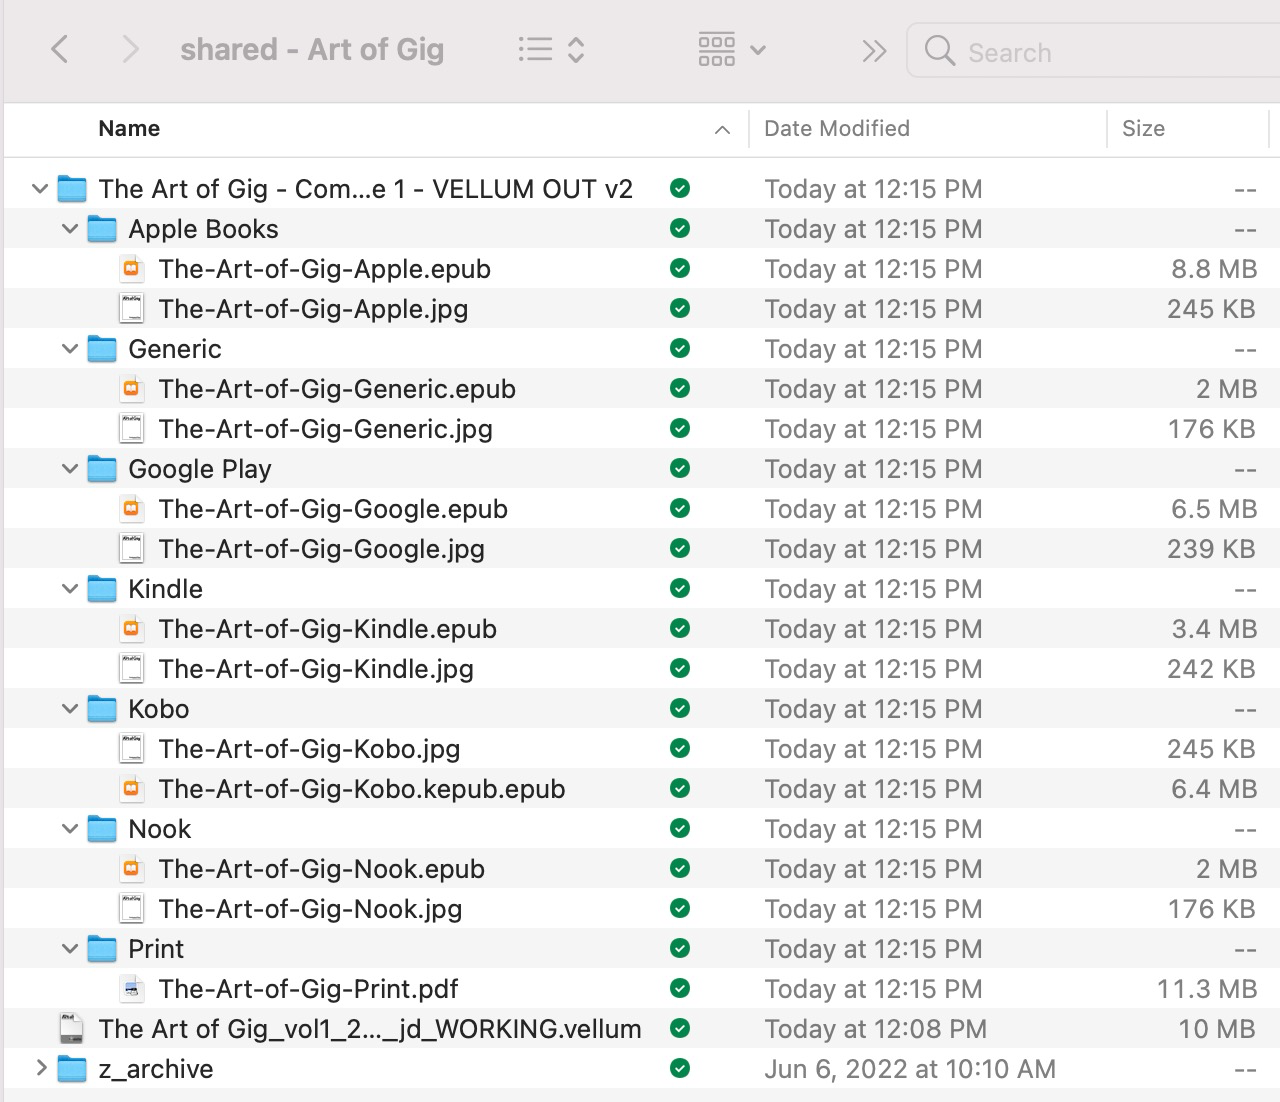 shared - Art of Gig
Search
Name Date Modified Size
The Art of Gig - Com...e 1 - VELLUM OUT v2 Today at 12:15 PM --
Apple Books Today at 12:15 PM --
The-Art-of-Gig-Apple.epub Today at 12:15 PM 8.8 MB
The-Art-of-Gig-Apple.jpg Today at 12:15 PM 245 KB
Generic Today at 12:15 PM --
The-Art-of-Gig-Generic.epub Today at 12:15 PM 2 MB
The-Art-of-Gig-Generic.jpg Today at 12:15 PM 176 KB
Google Play Today at 12:15 PM --
The-Art-of-Gig-Google.epub Today at 12:15 PM 6.5 MB
The-Art-of-Gig-Google.jpg Today at 12:15 PM 239 KB
Kindle Today at 12:15 PM --
The-Art-of-Gig-Kindle.epub Today at 12:15 PM 3.4 MB
The-Art-of-Gig-Kindle.jpg Today at 12:15 PM 242 KB
Kobo Today at 12:15 PM --
The-Art-of-Gig-Kobo.jpg Today at 12:15 PM 245 KB
The-Art-of-Gig-Kobo.kepub.epub Today at 12:15 PM 6.4 MB
Nook Today at 12:15 PM --
The-Art-of-Gig-Nook.epub Today at 12:15 PM 2 MB
The-Art-of-Gig-Nook.jpg Today at 12:15 PM 176 KB
Print Today at 12:15 PM --
The-Art-of-Gig-Print.pdf Today at 12:15 PM 11.3 MB
The Art of Gig_vol1_2..._jd_WORKING.vellum Today at 12:08 PM 10 MB
z_archive Jun 6, 2022 at 10:10 AM --